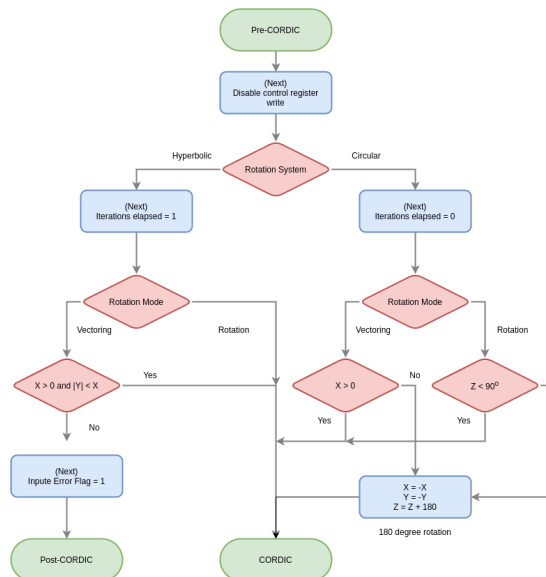 Pre-CORDIC
(Next)
Disable control register
write
Hyperbolic
Circular
Rotation System
(Next)
Iterations elapsed = 1
(Next)
Iterations elapsed = 0
Rotation Mode
Rotation Mode
Vectoring
Rotation
Vectoring
Rotation
X > 0 and |Y| < X
Yes
X > 0
No
Z < 90⁰
No
Yes
Yes
(Next)
Inpute Error Flag = 1
X = -X
Y = -Y
Z = Z + 180
180 degree rotation
Post-CORDIC
CORDIC